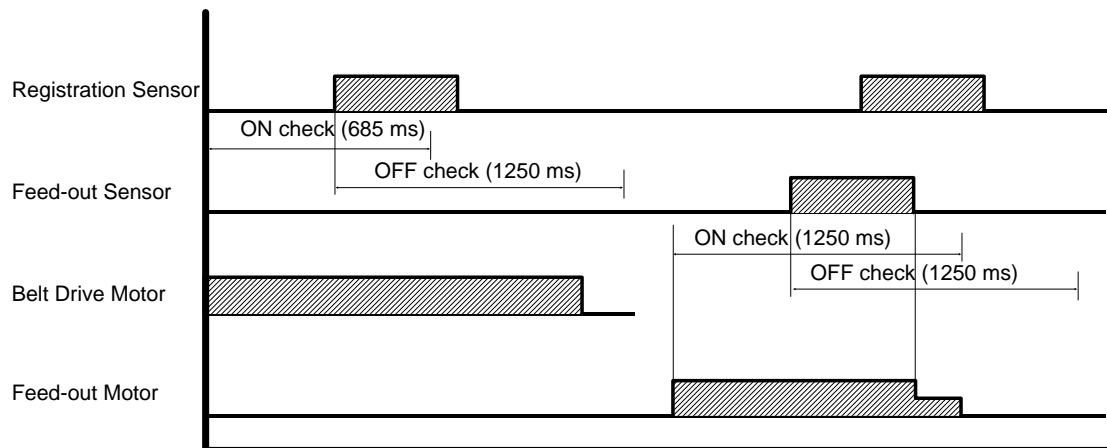 Registration Sensor
ON check (685 ms)
OFF check (1250 ms)
Feed-out Sensor
ON check (1250 ms)
OFF check (1250 ms)
Belt Drive Motor
Feed-out Motor